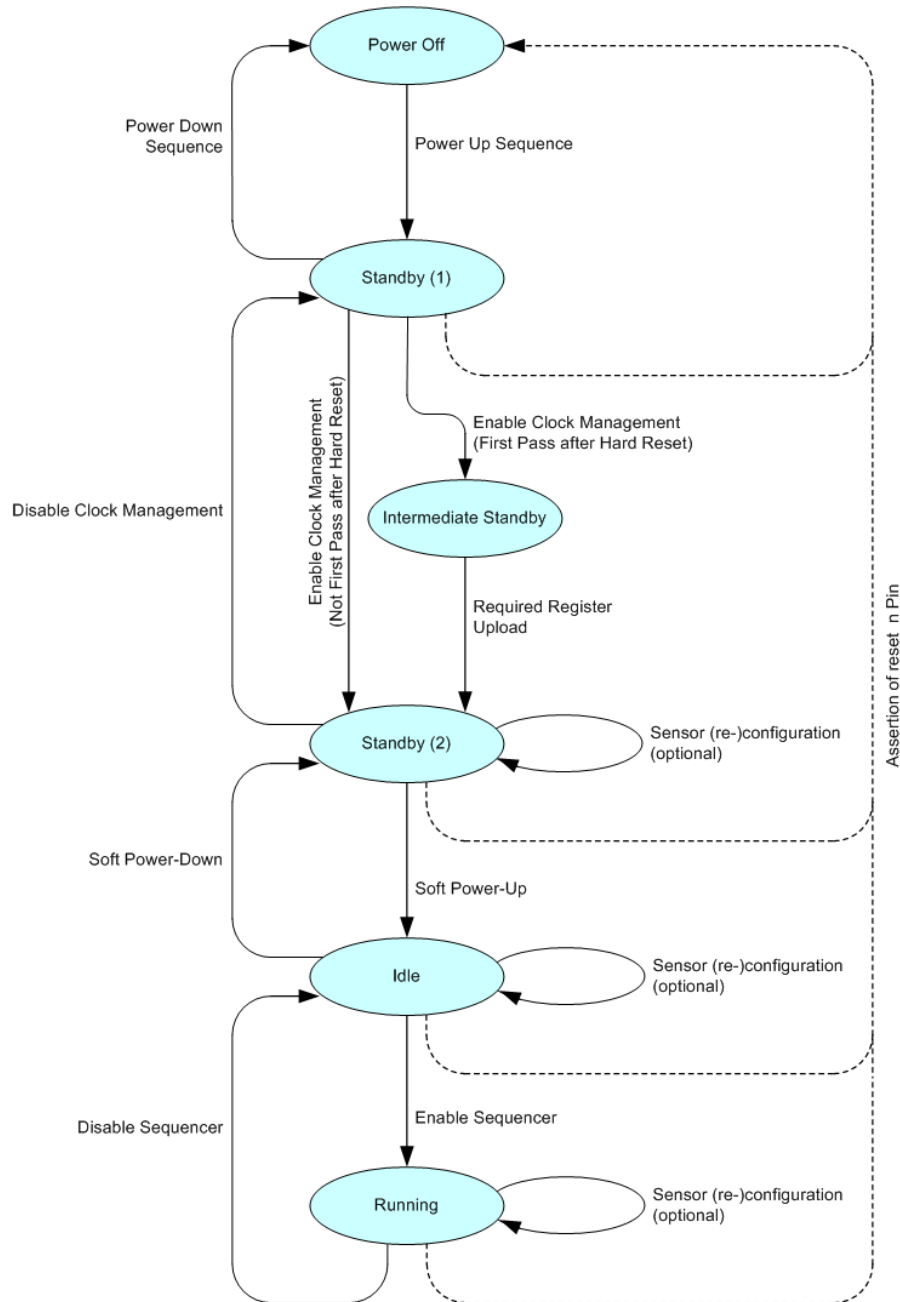 Power Off
Power Down
Sequence
Power Up Sequence
Standby (1)
Enable Clock Management
(Not First Pass after Hard Reset)
Enable Clock Management
(First Pass after Hard Reset)
Disable Clock Management
Intermediate Standby
Required Register
Upload
Assertion of reset n Pin
Standby (2)
Sensor (re-)configuration
(optional)
Soft Power-Down
Soft Power-Up
Idle
Sensor (re-)configuration
(optional)
Disable Sequencer
Enable Sequencer
Running
Sensor (re-)configuration
(optional)